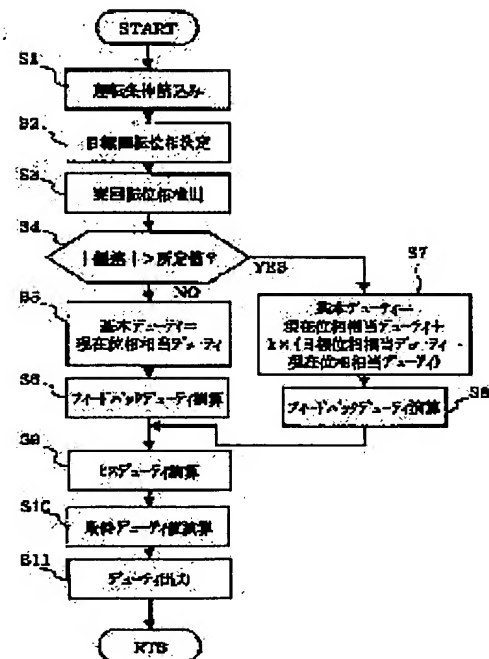 START
S1
運転条件読込み
S2
目標回転位相決定
S3
実回転位相検出
S4
|偏差|>所定値?
YES
NO
S5
基本デューティ=
現在位相相当デューティ
S7
基本デューティ=
現在位相相当デューティ+
k×(目標位相相当デューティ-
現在位相相当デューティ)
S6
フィードバックデューティ演算
S8
フィードバックデューティ演算
S9
デューティ演算
S10
最終デューティ値演算
S11
デューティ出力
RTS